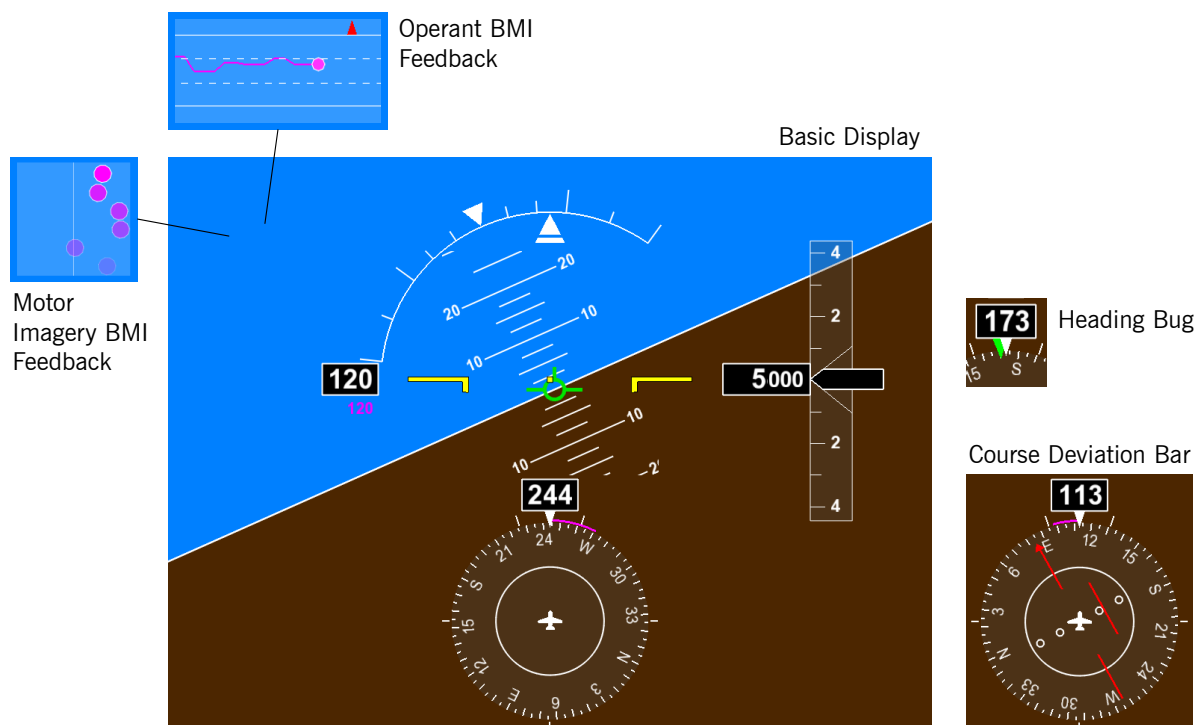 Operant BMI
Feedback
Basic Display
Motor
Imagery BMI
Feedback
20
20
10
10
4
2
2
4
120
120
5000
10
10
244
21
24
W
30
33
N
3
6
E
12
15
S
173
15
S
Heading Bug
Course Deviation Bar
113
E
12
15
S
21
24
W
30
33
N
3
6